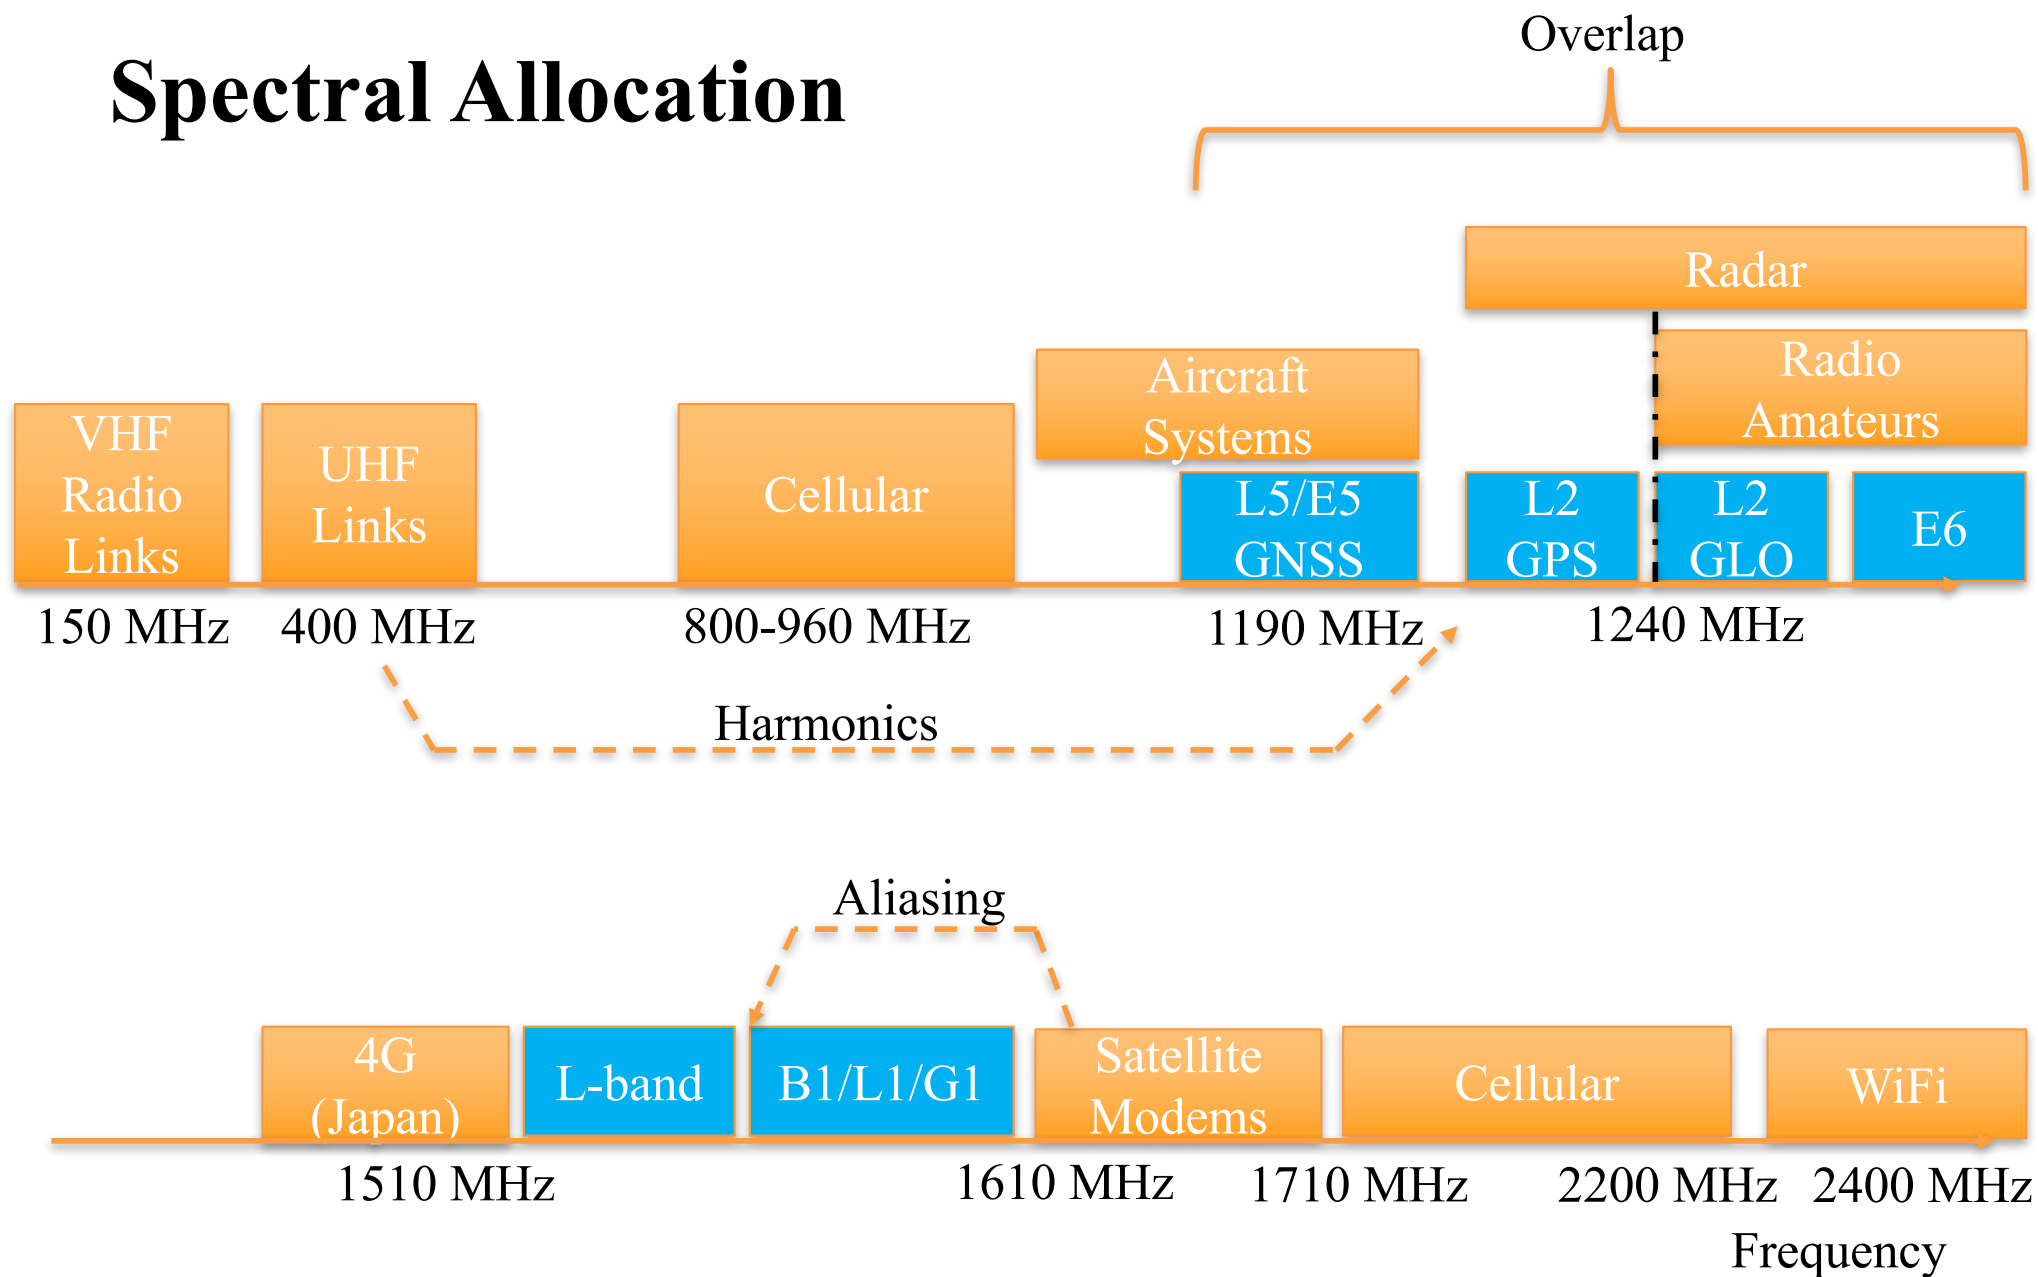 Spectral Allocation
Overlap
Radar
Radio
Amateurs
Aircraft
Systems
VHF
Radio
Links
UHF
Links
Cellular
L5/E5
GNSS
L2
GPS
L2
GLO
E6
150 MHz
400 MHz
800-960 MHz
1190 MHz
1240 MHz
Harmonics
Aliasing
4G
(Japan)
L-band
B1/L1/G1
Satellite
Modems
Cellular
WiFi
1510 MHz
1610 MHz
1710 MHz
2200 MHz
2400 MHz
Frequency